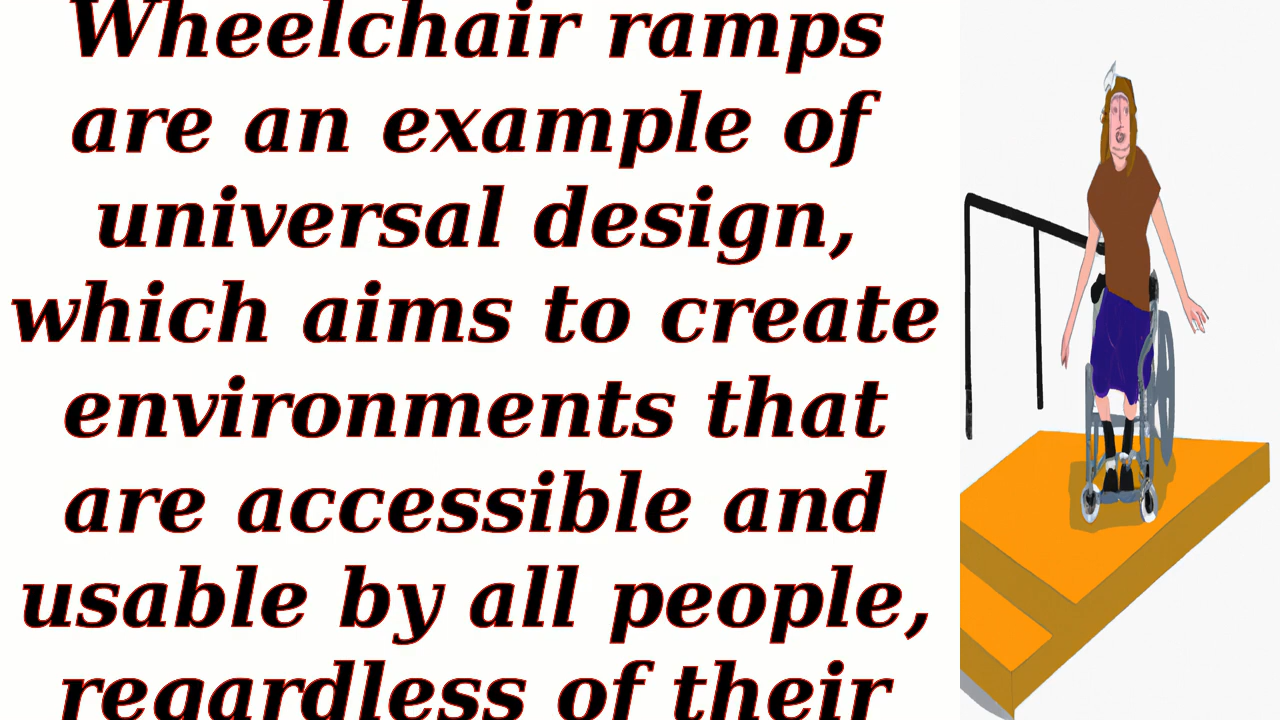 Wheelchair ramps
are an example of
universal design,
which aims to create
environments that
are accessible and
usable by all people,
regardless of their